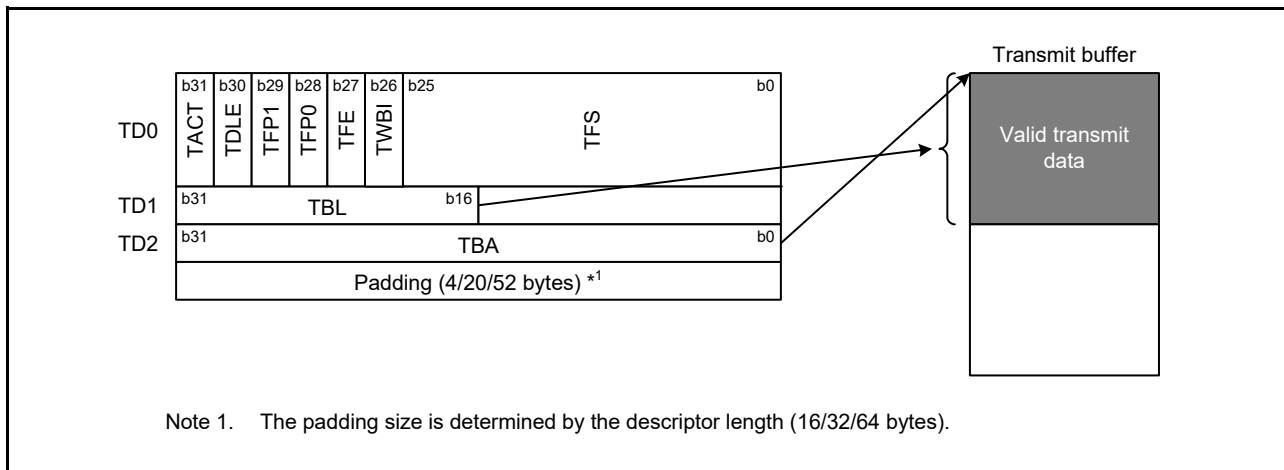 Transmit buffer
b31 b30 b29 b28 b27 b26 b25 b0
TD0 TACT TDLE TFP1 TFP0 TFE TWBI TFS
Valid transmit
data
TD1 b31 TBL b16
TD2 b31 TBA b0
Padding (4/20/52 bytes) *1
Note 1. The padding size is determined by the descriptor length (16/32/64 bytes).